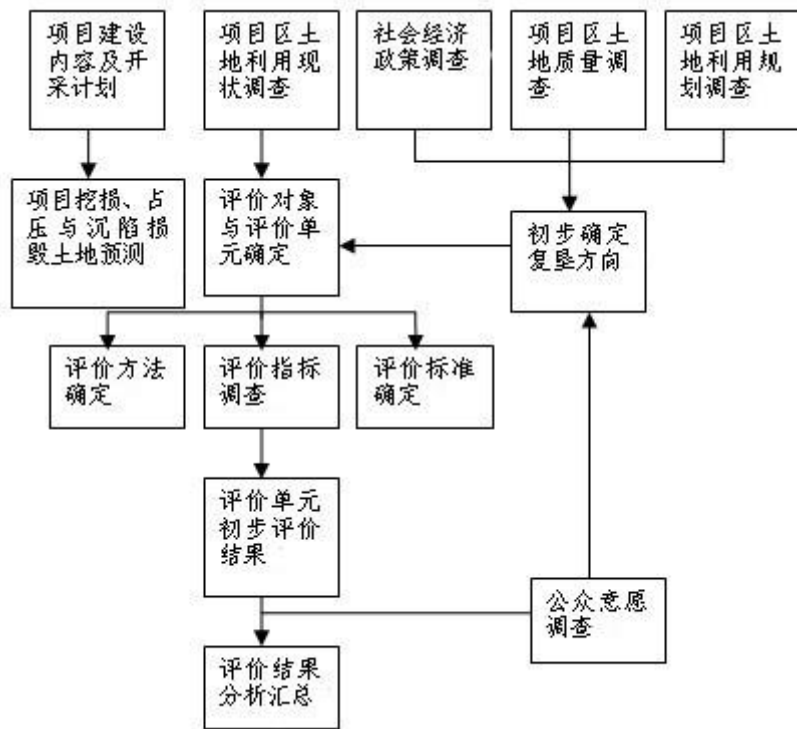 项目建设
内容及开
采计划
项目区土
地利用现
状调查
社会经济
政策调查
项目区土
地质量调
查
项目区土
地利用规
划调查
项目挖损、占
压与沉陷损
毁土地预测
评价对象
与评价单
元确定
初步确定
复垦方向
评价方法
确定
评价指标
调查
评价标准
确定
评价单元
初步评价
结果
公众意愿
调查
评价结果
分析汇总